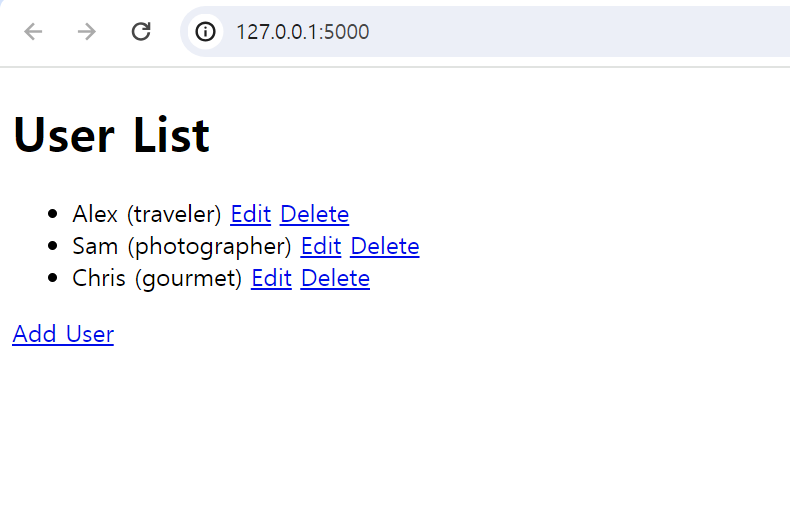 127.0.0.1:5000
User List
Alex (traveler) Edit Delete
Sam (photographer) Edit Delete
Chris (gourmet) Edit Delete
Add User